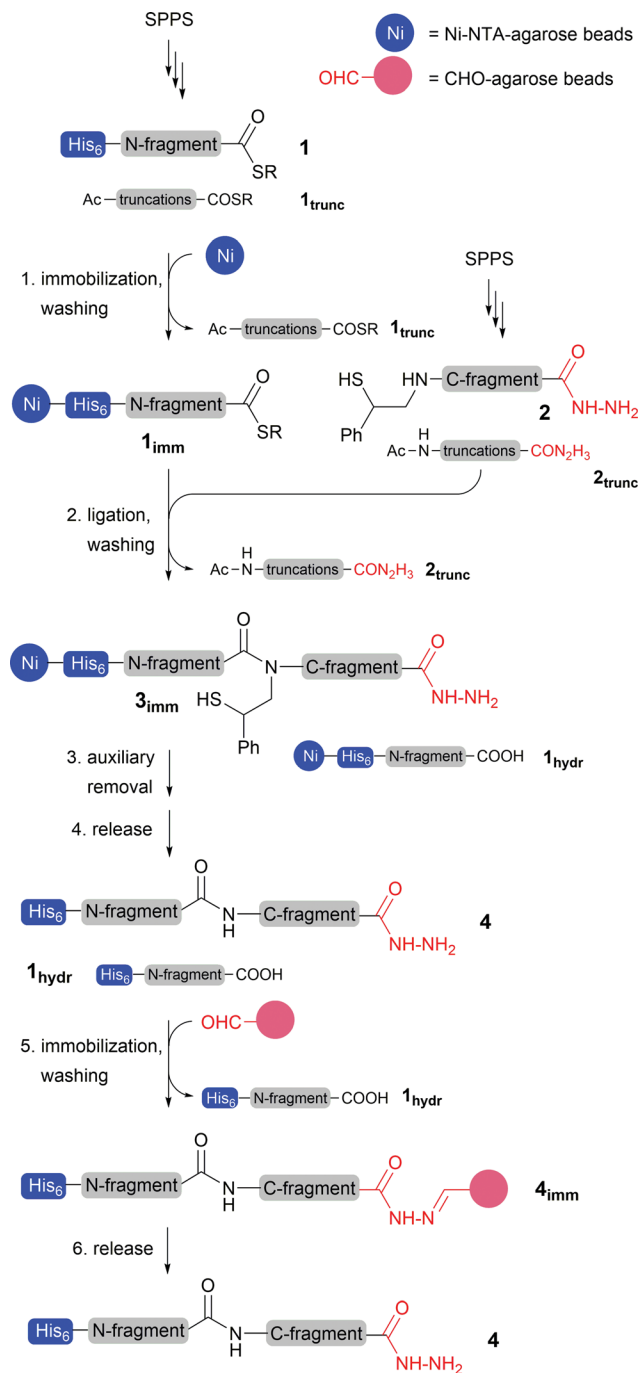 SPPS
Ni = Ni-NTA-agarose beads
OHC = CHO-agarose beads
His6 N-fragment O SR 1
Ac truncations COSR 1trunc
1. immobilization, washing
Ni
Ac truncations COSR 1trunc
SPPS
Ni His6 N-fragment O SR
1imm
HS Ph HN C-fragment O NH-NH2
2
Ac N H truncations CON2H3
2trunc
2. ligation, washing
Ac N H truncations CON2H3 2trunc
Ni His6 N-fragment O N C-fragment O NH-NH2
3imm HS Ph
Ni His6 N-fragment COOH 1hydr
3. auxiliary removal
4. release
His6 N-fragment O N H C-fragment O NH-NH2 4
1hydr His6 N-fragment COOH
OHC
5. immobilization, washing
His6 N-fragment COOH 1hydr
His6 N-fragment O N H C-fragment O NH-N 4imm
6. release
His6 N-fragment O N H C-fragment O NH-NH2 4